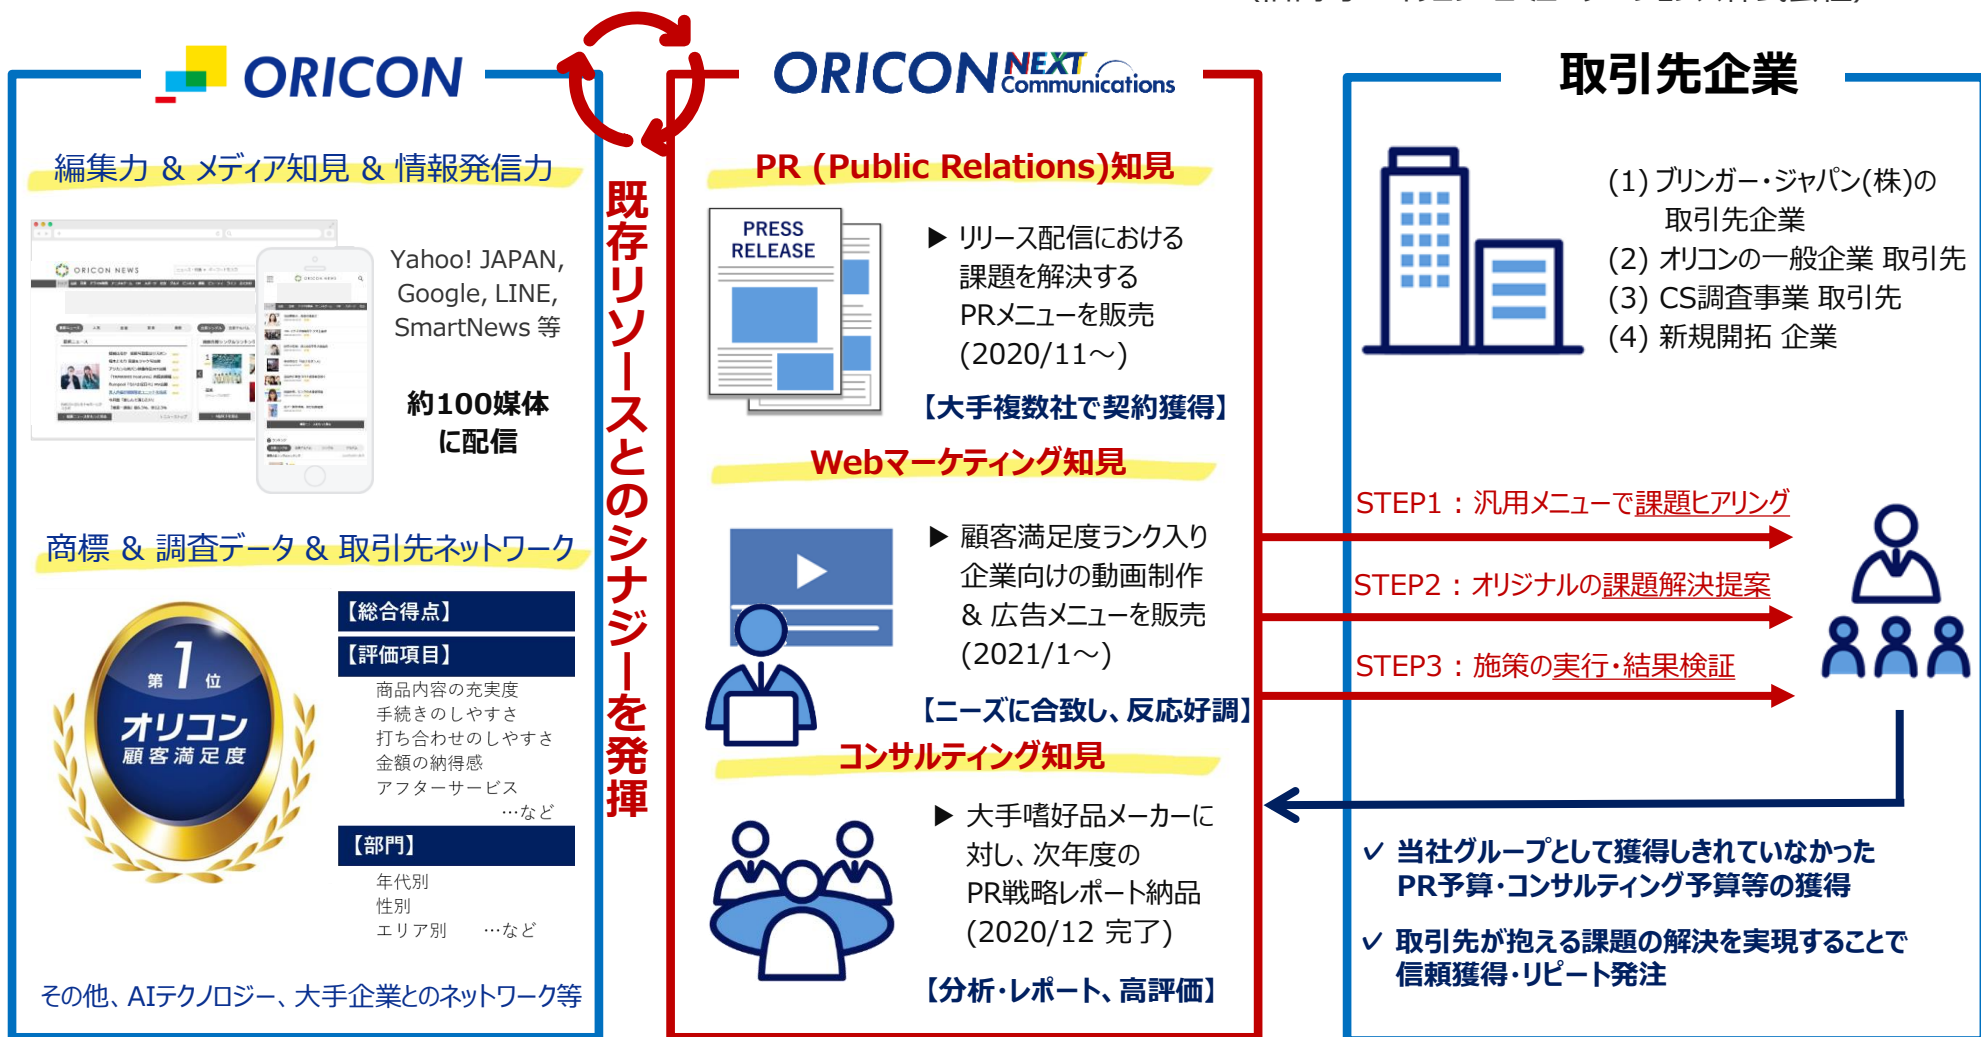 ORICON
編集力 & メディア知見 & 情報発信力
ORICON NEWS
ORICON NEWS
Yahoo! JAPAN,
Google, LINE,
SmartNews 等
約100媒体
に配信
商標 & 調査データ & 取引先ネットワーク
第1位
オリコン
顧客満足度
【総合得点】
【評価項目】
商品内容の充実度
手続きのしやすさ
打ち合わせのしやすさ
金額の納得感
アフターサービス
…など
【部門】
年代別
性別
エリア別 …など
その他、AIテクノロジー、大手企業とのネットワーク等
既存リソースとのシナジーを発揮
ORICON NEXT
Communications
PR (Public Relations)知見
PRESS
RELEASE
▶ リリース配信における
課題を解決する
PRメニューを販売
(2020/11～)
【大手複数社で契約獲得】
Webマーケティング知見
▶ 顧客満足度ランク入り
企業向けの動画制作
& 広告メニューを販売
(2021/1～)
【ニーズに合致し、反応好調】
コンサルティング知見
▶ 大手嗜好品メーカーに
対し、次年度の
PR戦略レポート納品
(2020/12 完了)
【分析・レポート、高評価】
取引先企業
(1) ブリンガー・ジャパン(株)の
取引先企業
(2) オリコンの一般企業 取引先
(3) CS調査事業 取引先
(4) 新規開拓 企業
STEP1：汎用メニューで課題ヒアリング
STEP2：オリジナルの課題解決提案
STEP3：施策の実行・結果検証
✓ 当社グループとして獲得しきれていなかった
PR予算・コンサルティング予算等の獲得
✓ 取引先が抱える課題の解決を実現することで
信頼獲得・リピート発注